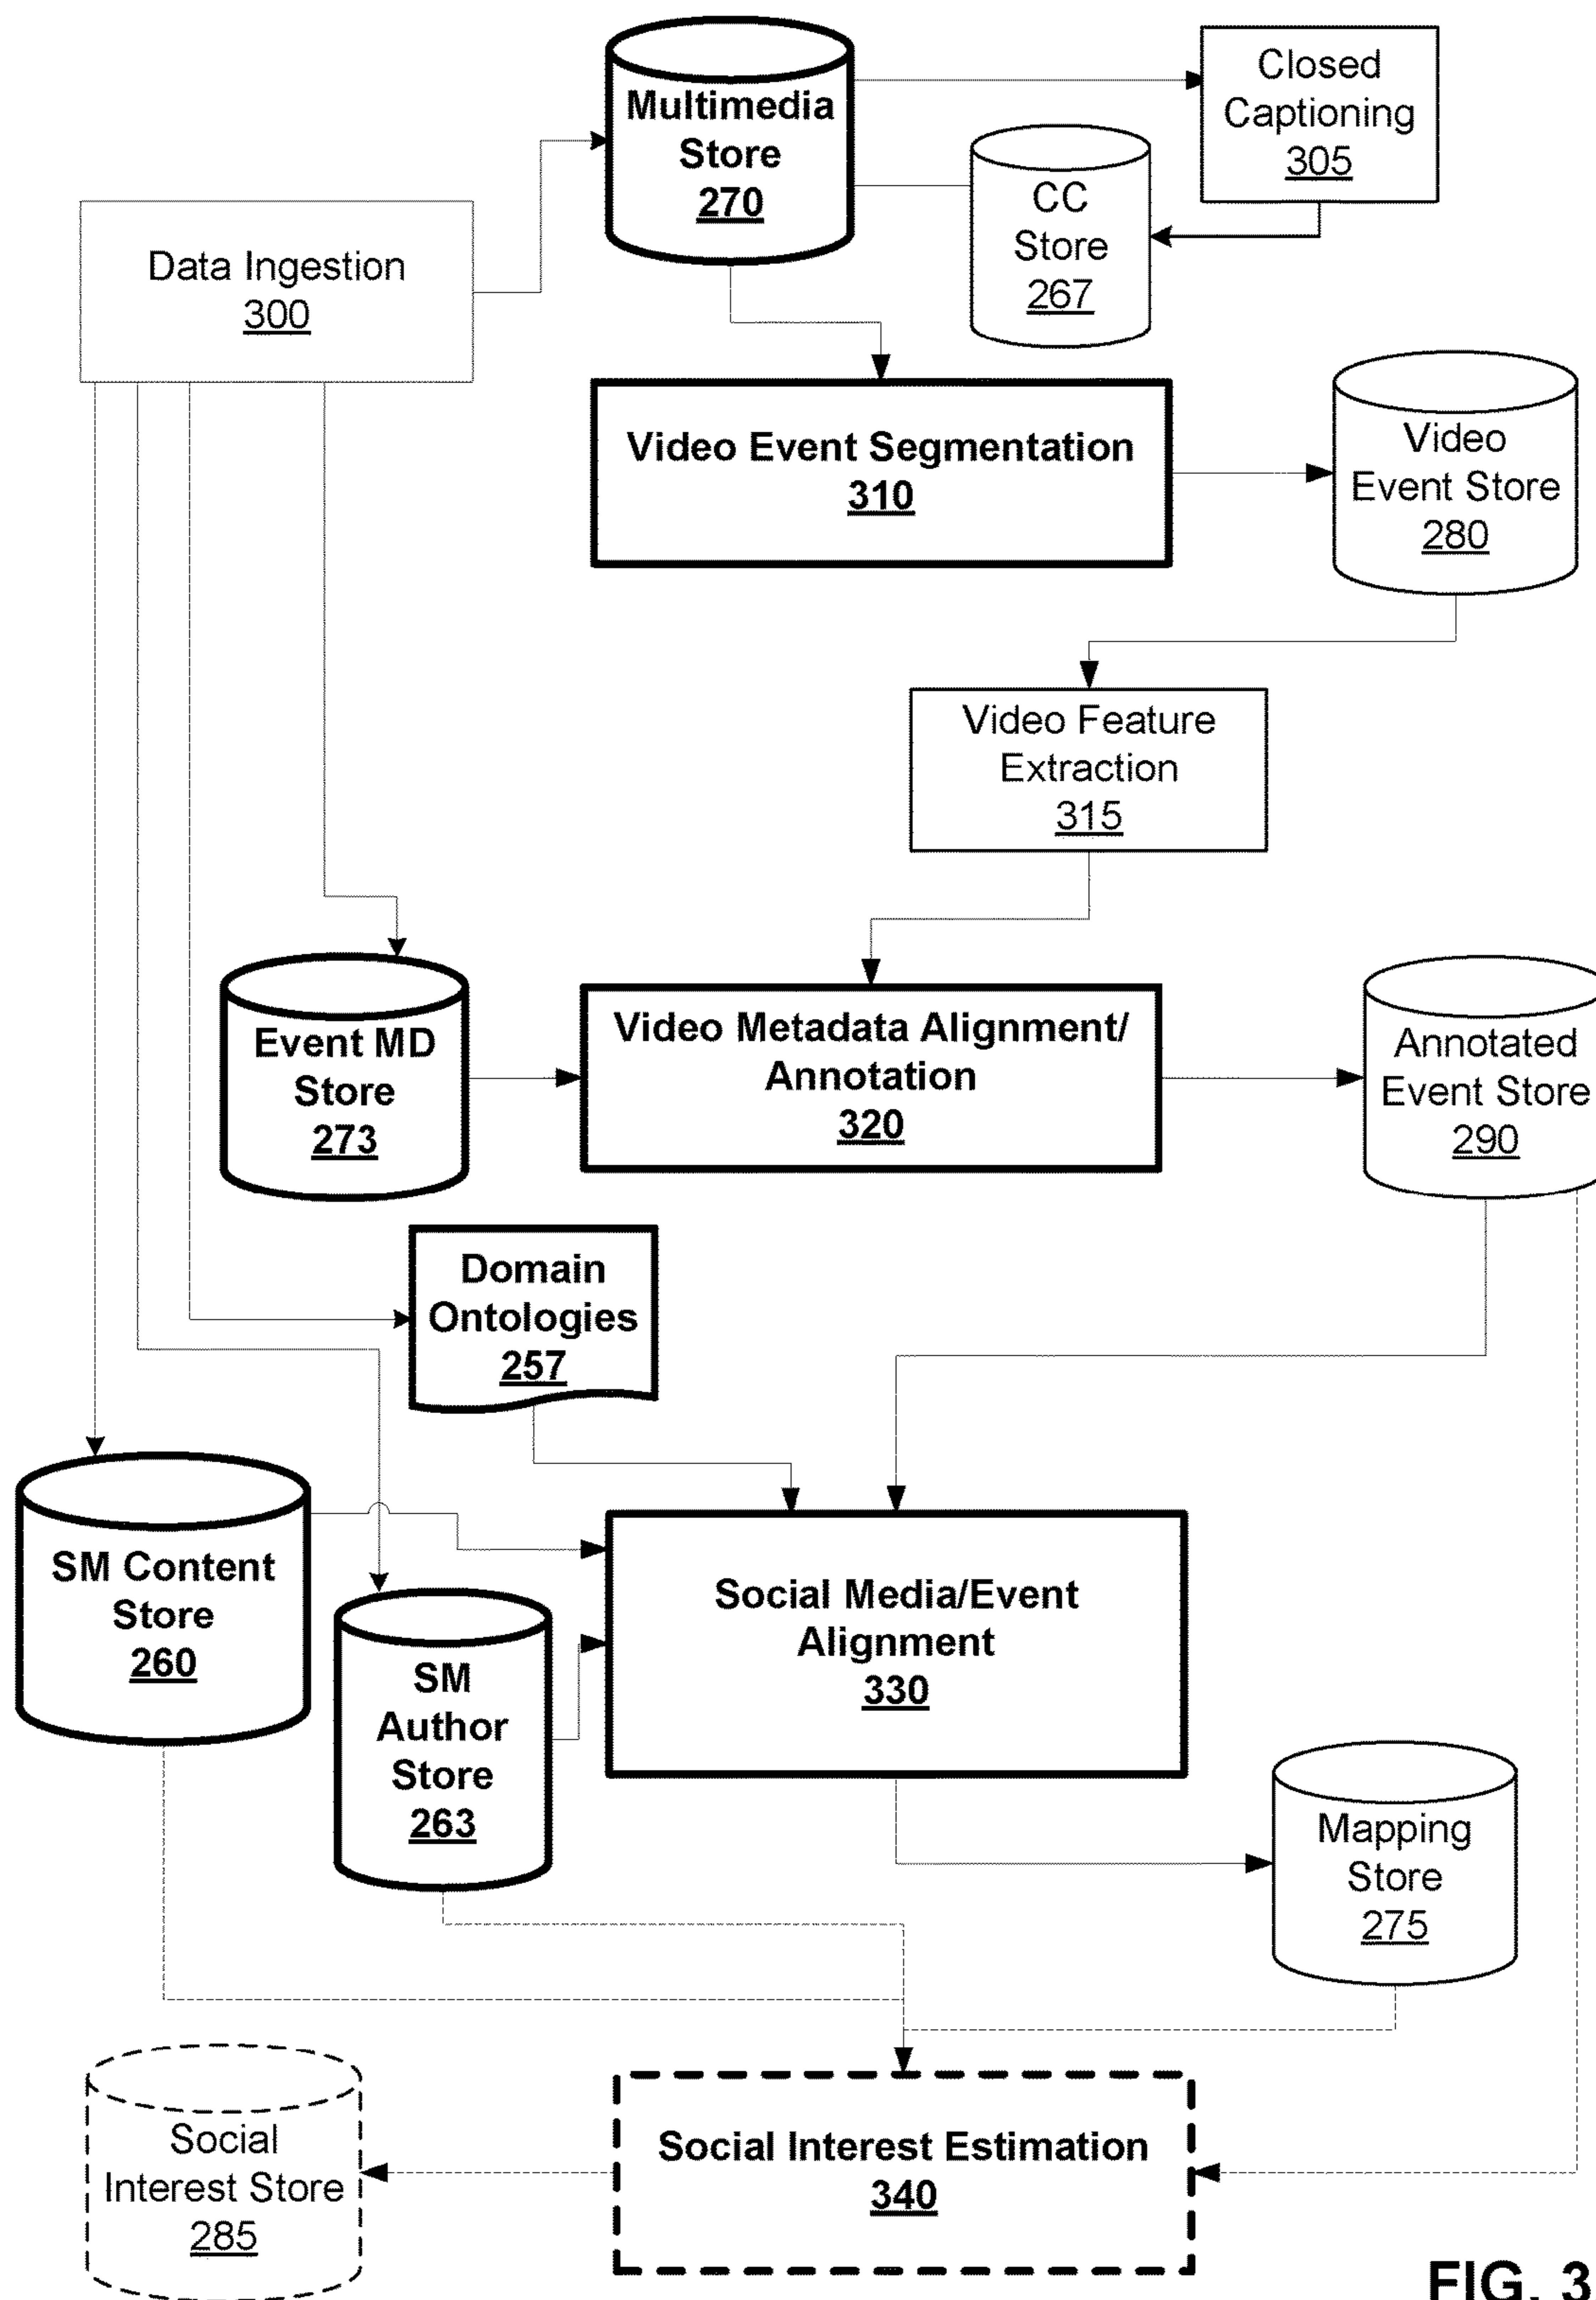 Multimedia
Store
270
Closed
Captioning
305
CC
Store
267
Data Ingestion
300
Video Event Segmentation
310
Video
Event Store
280
Video Feature
Extraction
315
Event MD
Store
273
Video Metadata Alignment/
Annotation
320
Annotated
Event Store
290
Domain
Ontologies
257
SM Content
Store
260
SM
Author
Store
263
Social Media/Event
Alignment
330
Mapping
Store
275
Social
Interest Store
285
Social Interest Estimation
340
FIG. 3